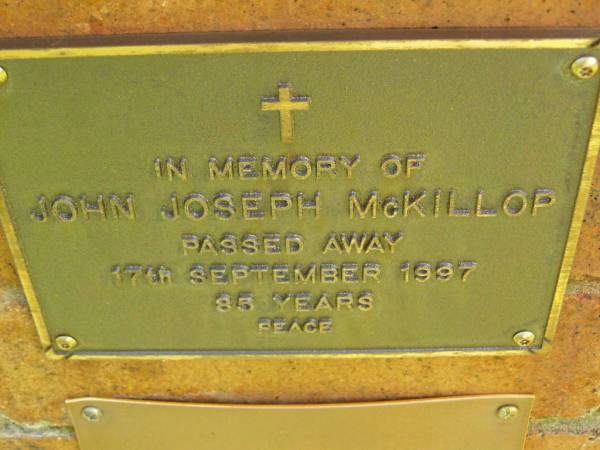 IN MEMORY OF
JOHN JOSEPH McKILLOP
PASSED AWAY
17th SEPTEMBER 1997
85 YEARS
PEACE